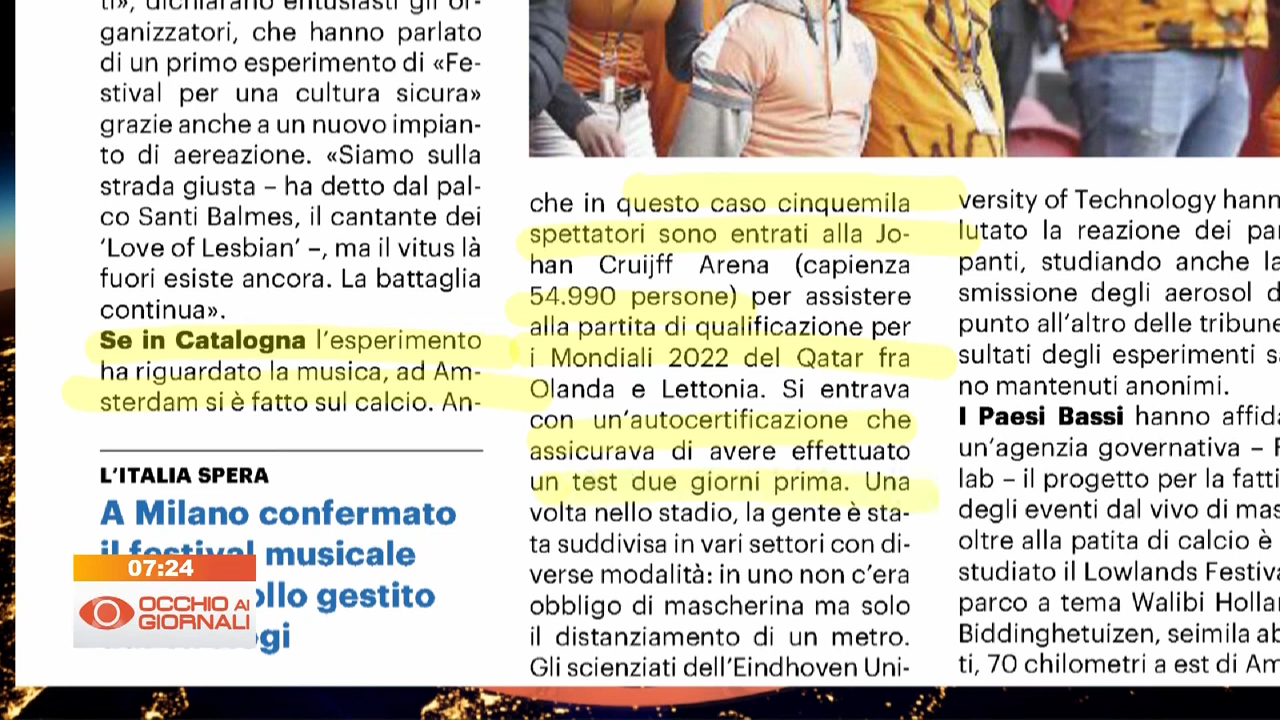 ti», dichiarano entusiasti gli or-
ganizzatori, che hanno parlato
di un primo esperimento di «Fe-
stival per una cultura sicura»
grazie anche a un nuovo impian-
to di aereazione. «Siamo sulla
strada giusta – ha detto dal pal-
co Santi Balmes, il cantante dei
‘Love of Lesbian’ –, ma il vitus là
fuori esiste ancora. La battaglia
continua».
Se in Catalogna l’esperimento
ha riguardato la musica, ad Am-
sterdam si è fatto sul calcio. An-
L’ITALIA SPERA
A Milano confermato
il festival musicale
ollo gestito
gi
07:24
OCCHIO AI
GIORNALI
che in questo caso cinquemila
spettatori sono entrati alla Jo-
han Cruijff Arena (capienza
54.990 persone) per assistere
alla partita di qualificazione per
i Mondiali 2022 del Qatar fra
Olanda e Lettonia. Si entrava
con un’autocertificazione che
assicurava di avere effettuato
un test due giorni prima. Una
volta nello stadio, la gente è sta-
ta suddivisa in vari settori con di-
verse modalità: in uno non c’era
obbligo di mascherina ma solo
il distanziamento di un metro.
Gli scienziati dell’Eindhoven Uni-
versity of Technology hann
lutato la reazione dei par
panti, studiando anche la
smissione degli aerosol d
punto all’altro delle tribune
sultati degli esperimenti sa
no mantenuti anonimi.
I Paesi Bassi hanno affida
un’agenzia governativa – F
lab – il progetto per la fatti
degli eventi dal vivo di mas
oltre alla patita di calcio è
studiato il Lowlands Festiva
parco a tema Walibi Hollan
Biddinghetuizen, seimila ab
ti, 70 chilometri a est di Am